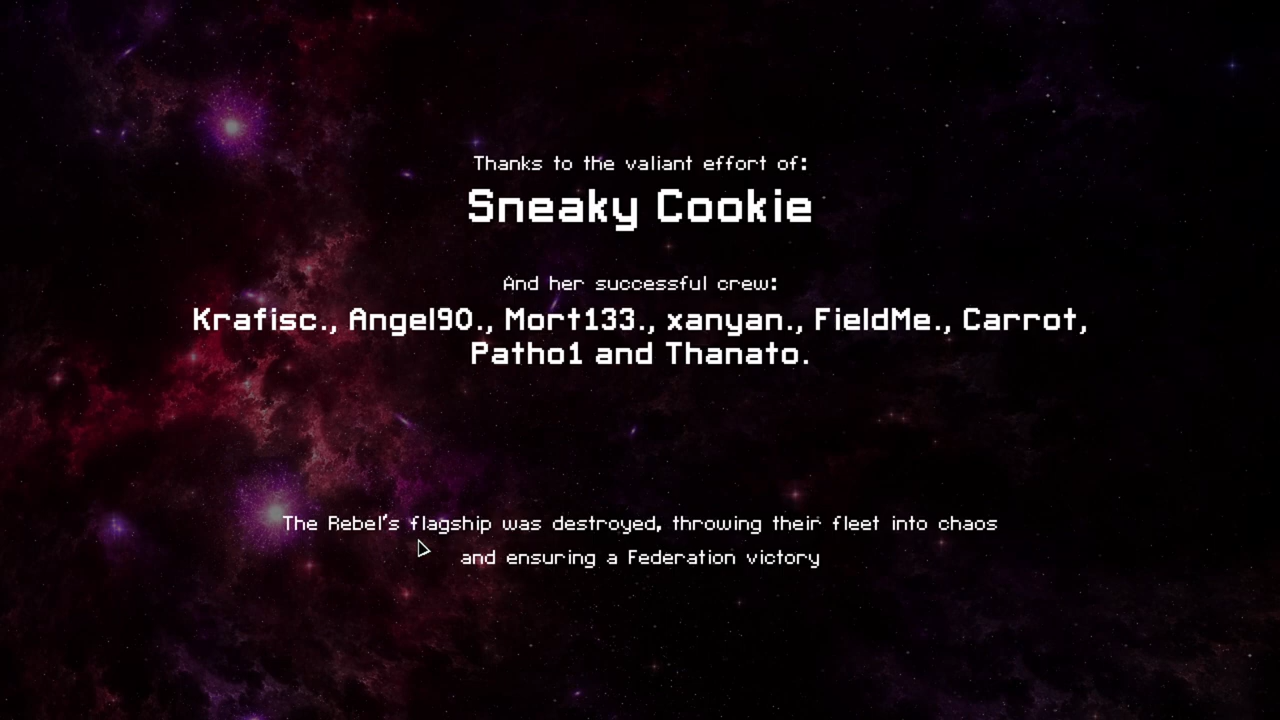 Thanks to the valiant effort of:
Sneaky Cookie
And her successful crew:
Krafisc., Angel90., Mort133., xanyan., FieldMe., Carrot,
Patho1 and Thanato.
The Rebel's flagship was destroyed, throwing their fleet into chaos
and ensuring a Federation victory